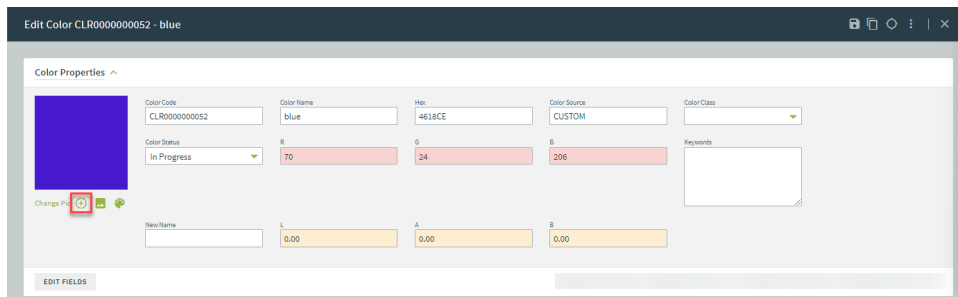 Edit Color CLR0000000052 - blue
Color Properties
Color Code
Color Name
Hex
Color Source
Color Class
CLR0000000052
blue
4618CE
CUSTOM
Color Status
R
G
B
Keywords
In Progress
70
24
206
Change Pic
New Name
L
A
B
0.00
0.00
0.00
EDIT FIELDS